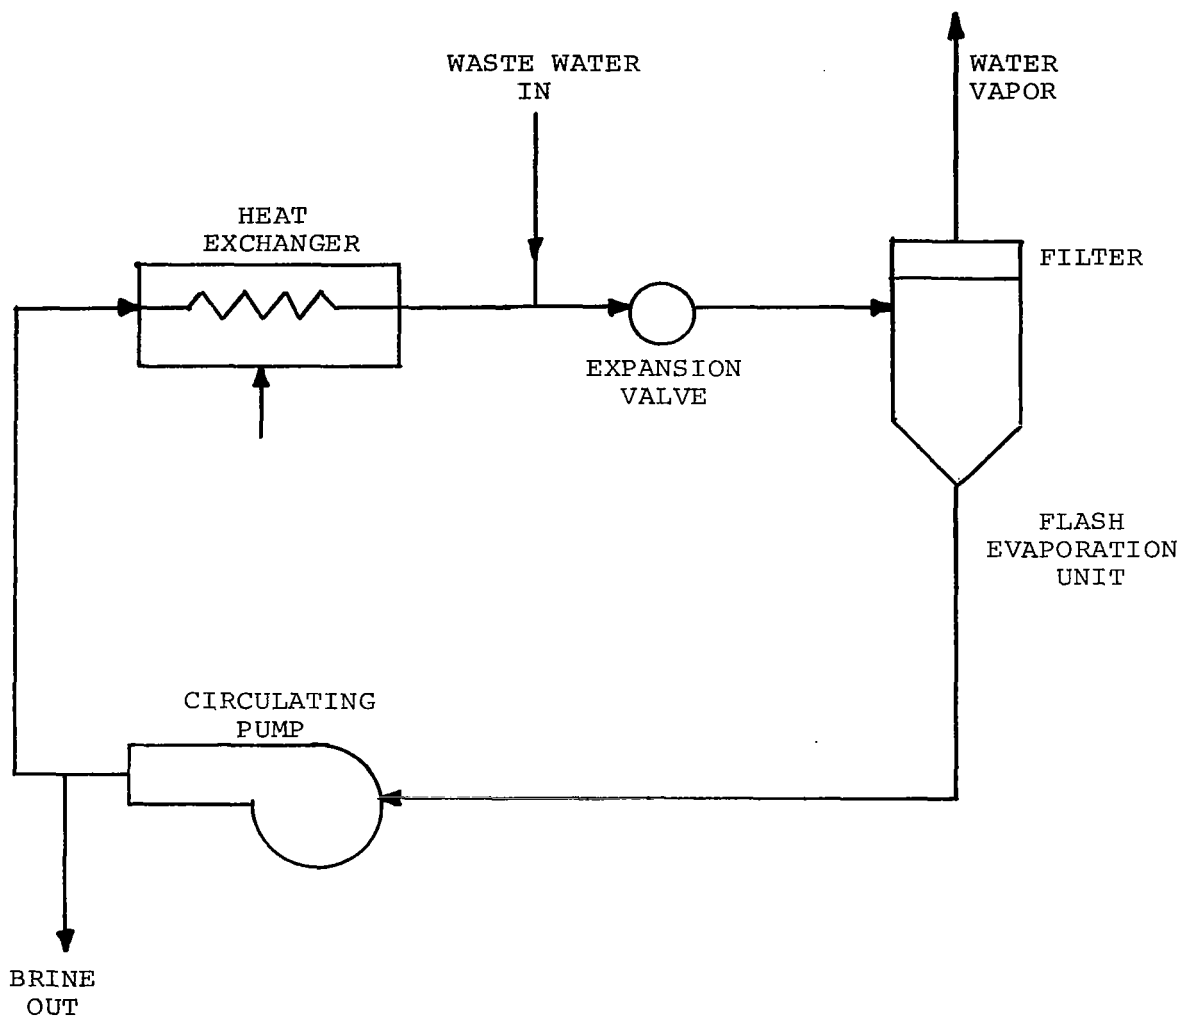 WASTE WATER
IN
WATER
VAPOR
HEAT
EXCHANGER
FILTER
EXPANSION
VALVE
FLASH
EVAPORATION
UNIT
CIRCULATING
PUMP
BRINE
OUT